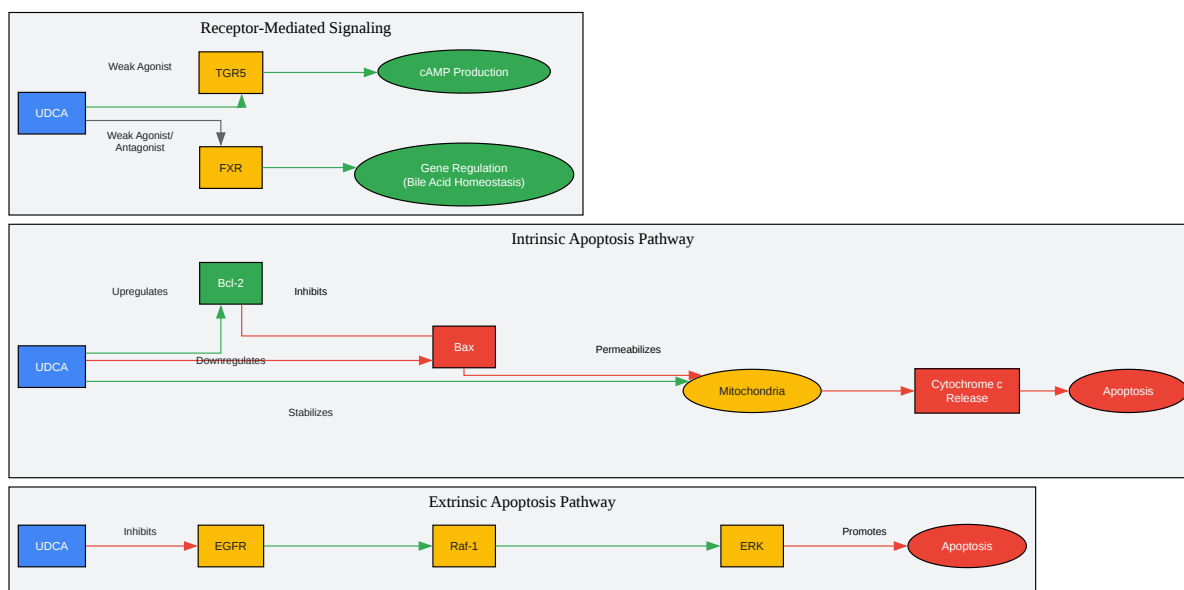 Receptor-Mediated Signaling
Weak Agonist
TGR5
cAMP Production
UDCA
Weak Agonist/
Antagonist
FXR
Gene Regulation
(Bile Acid Homeostasis)
Intrinsic Apoptosis Pathway
Upregulates
Bcl-2
Inhibits
UDCA
Downregulates
Bax
Permeabilizes
Stabilizes
Mitochondria
Cytochrome c
Release
Apoptosis
Extrinsic Apoptosis Pathway
UDCA
Inhibits
EGFR
Raf-1
ERK
Promotes
Apoptosis